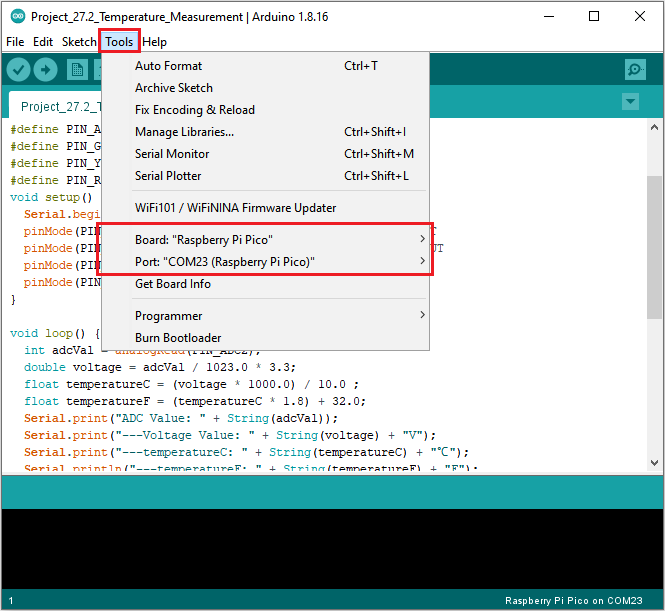 Project_27.2_Temperature_Measurement | Arduino 1.8.16
File Edit Sketch Tools Help
Auto Format Ctrl+T
Archive Sketch
Fix Encoding & Reload
Manage Libraries... Ctrl+Shift+I
Serial Monitor Ctrl+Shift+M
Serial Plotter Ctrl+Shift+L
WiFi101 / WiFiNINA Firmware Updater
Board: "Raspberry Pi Pico"
Port: "COM23 (Raspberry Pi Pico)"
Get Board Info
Programmer
Burn Bootloader
Project_27.2_T
#define PIN_A
#define PIN_G
#define PIN_Y
#define PIN_R
void setup()
Serial.begi
pinMode(PIN
pinMode(PIN
pinMode(PIN
pinMode(PIN
}
void loop() {
int adcVal = analogRead(PIN_ADC2);
double voltage = adcVal / 1023.0 * 3.3;
float temperatureC = (voltage * 1000.0) / 10.0 ;
float temperatureF = (temperatureC * 1.8) + 32.0;
Serial.print("ADC Value: " + String(adcVal));
Serial.print("---Voltage Value: " + String(voltage) + "V");
Serial.print("---temperatureC: " + String(temperatureC) + "℃");
Serial.println("---temperatureF: " + String(temperatureF) + "F");
1 Raspberry Pi Pico on COM23